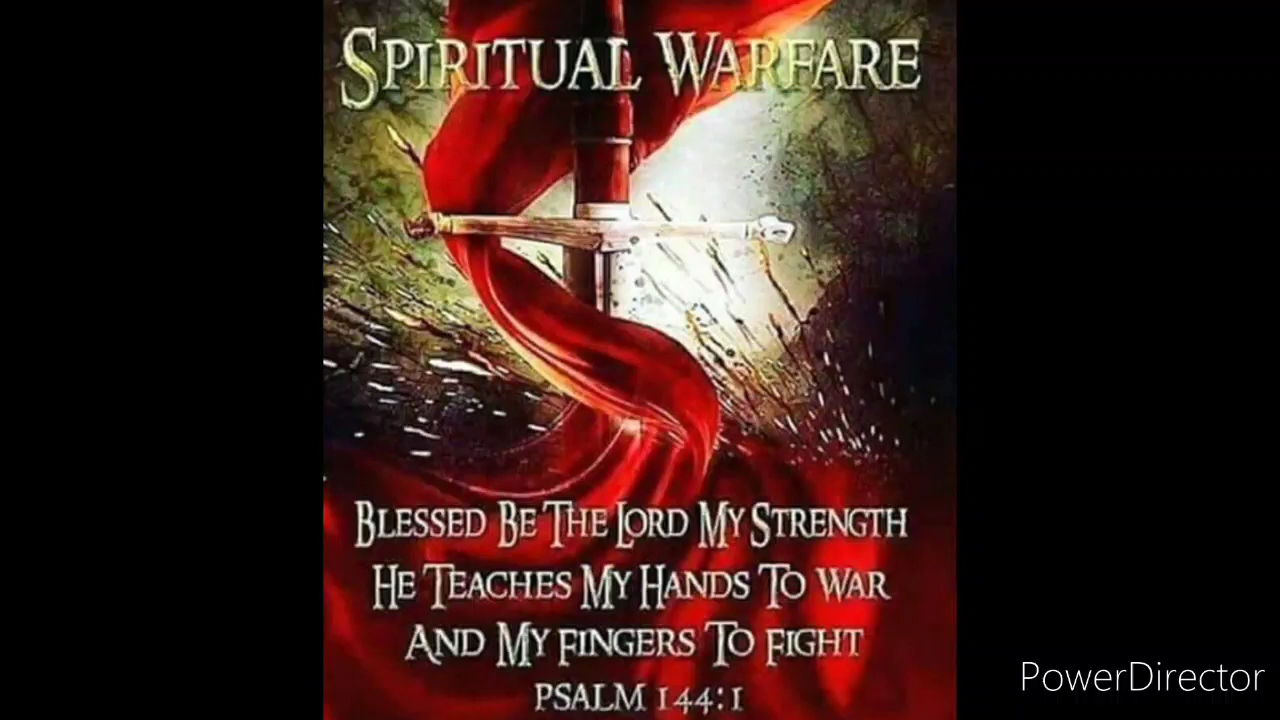 Spiritual Warfare
Blessed Be The Lord My Strength
He Teaches My Hands To War
And My Fingers To Fight
Psalm 144:1
PowerDirector